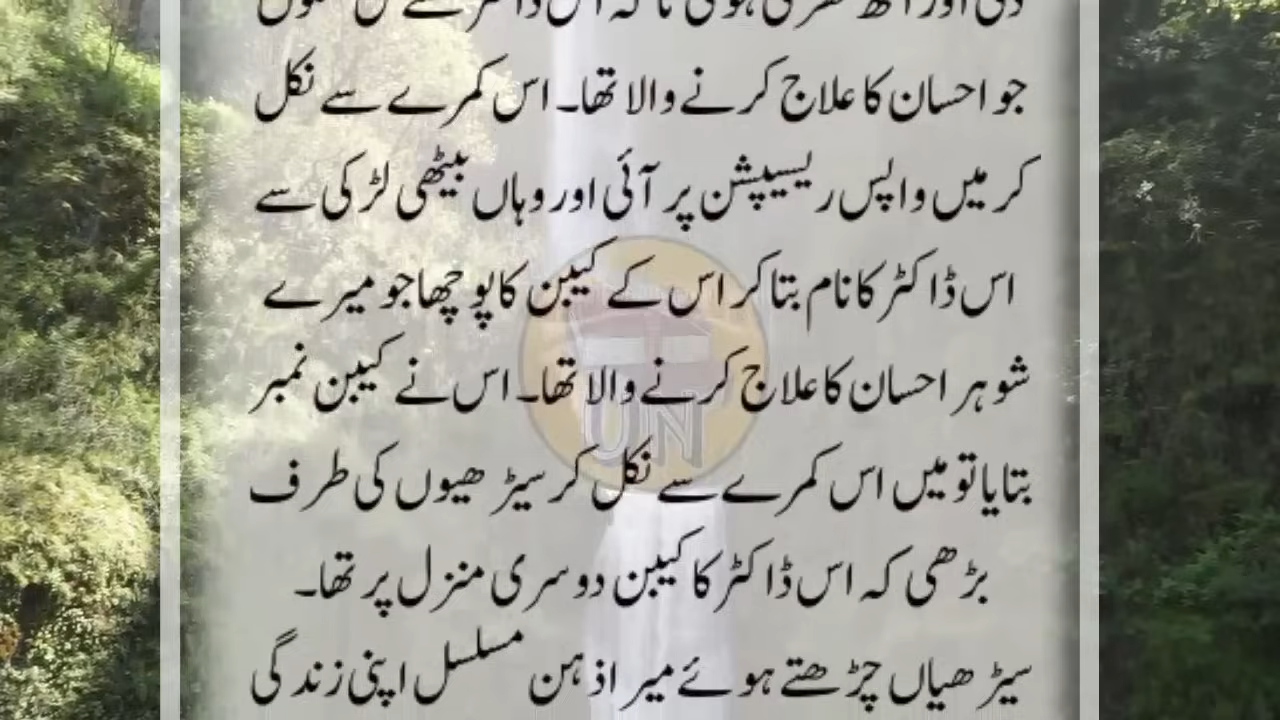 جو احسان کا علاج کرنے والا تھا۔ اس کمرے سے نکل
کر میں واپس ریسیپشن پر آئی اور وہاں بیٹھی لڑکی سے
اس ڈاکٹر کا نام بتا کر اس کے کیبن کا پوچھا جو میرے
شوہر احسان کا علاج کرنے والا تھا۔ اس نے کیبن نمبر
بتایا تو میں اس کمرے سے نکل کر سیڑھیوں کی طرف
بڑھی کہ اس ڈاکٹر کا کیبن دوسری منزل پر تھا۔
سیڑھیاں چڑھتے ہوئے میرا ذہن مسلسل اپنی زندگی
UN